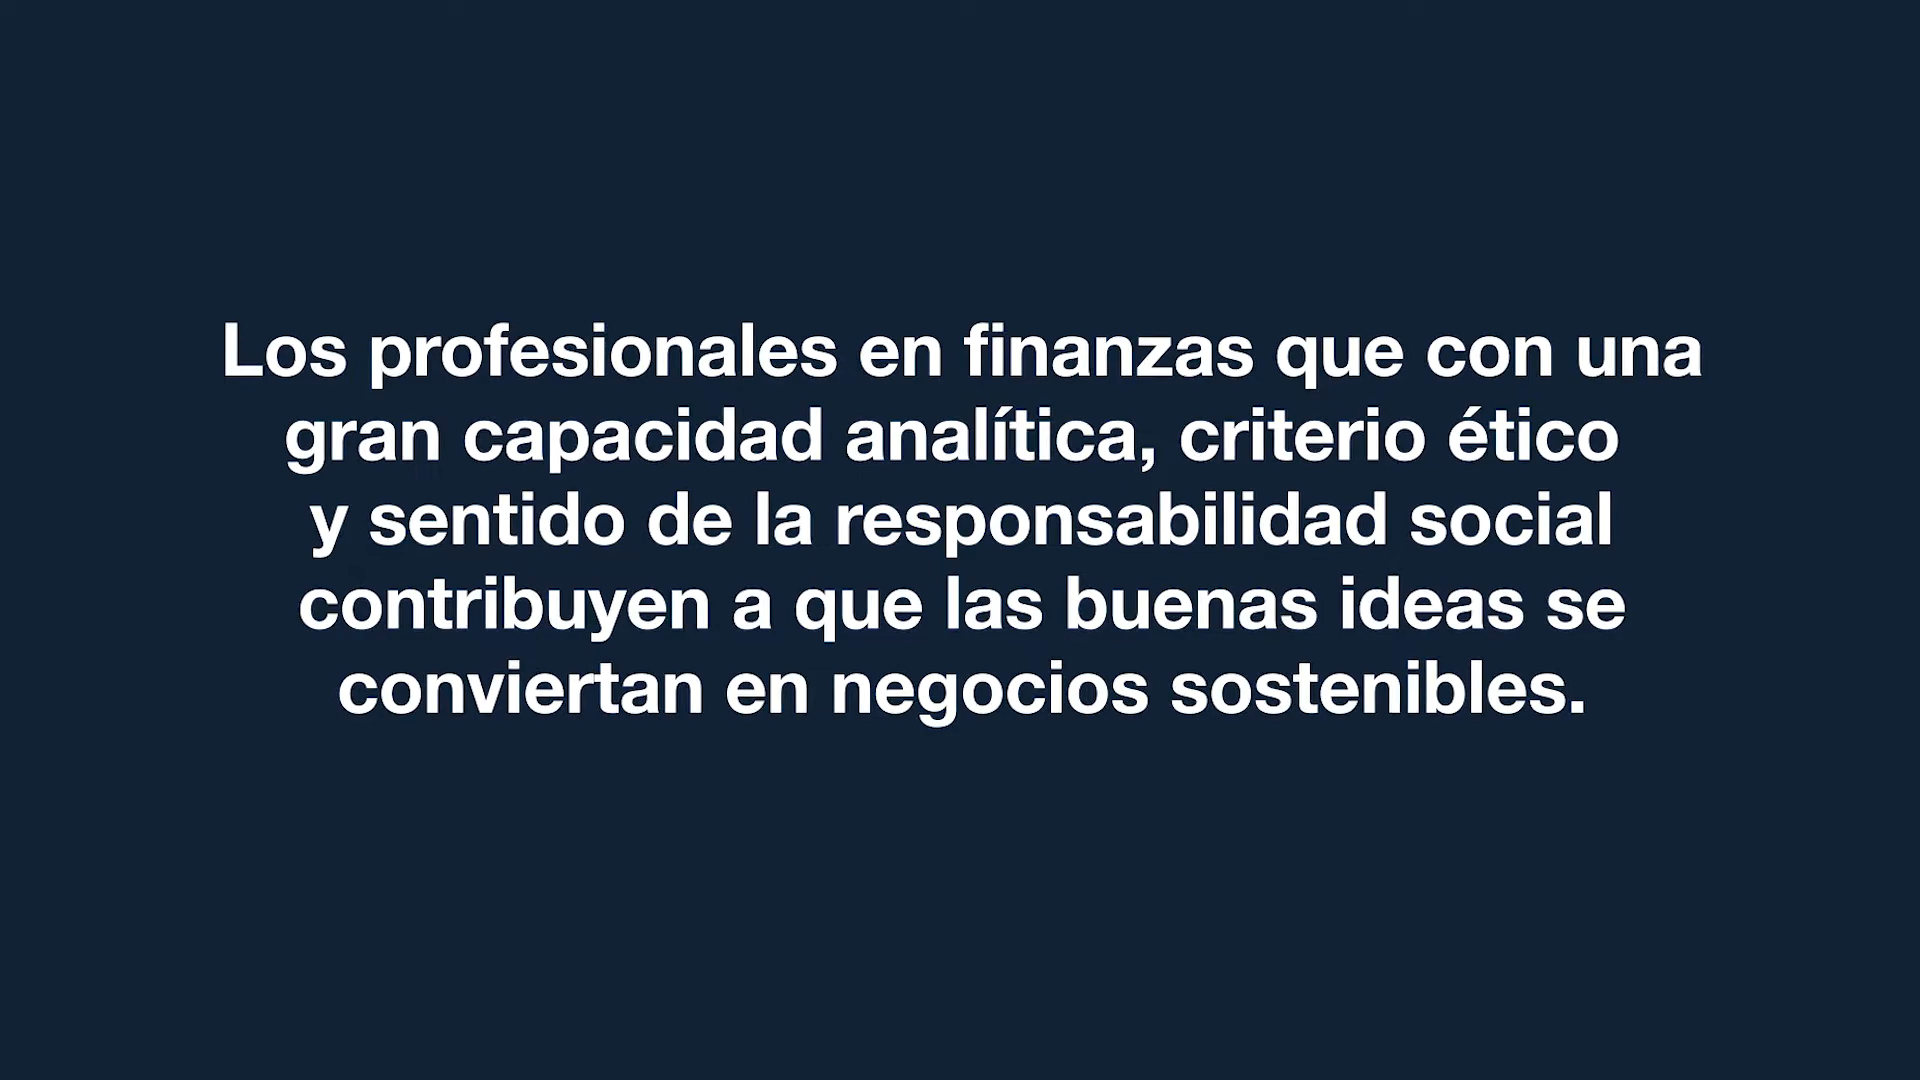 Los profesionales en finanzas que con una
gran capacidad analítica, criterio ético
y sentido de la responsabilidad social
contribuyen a que las buenas ideas se
conviertan en negocios sostenibles.